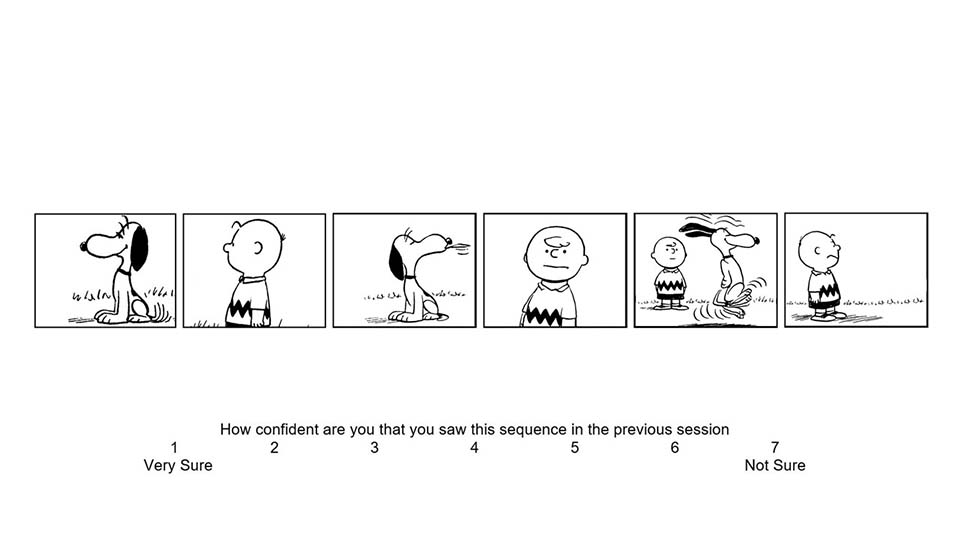 How confident are you that you saw this sequence in the previous session
1 2 3 4 5 6 7
Very Sure Not Sure